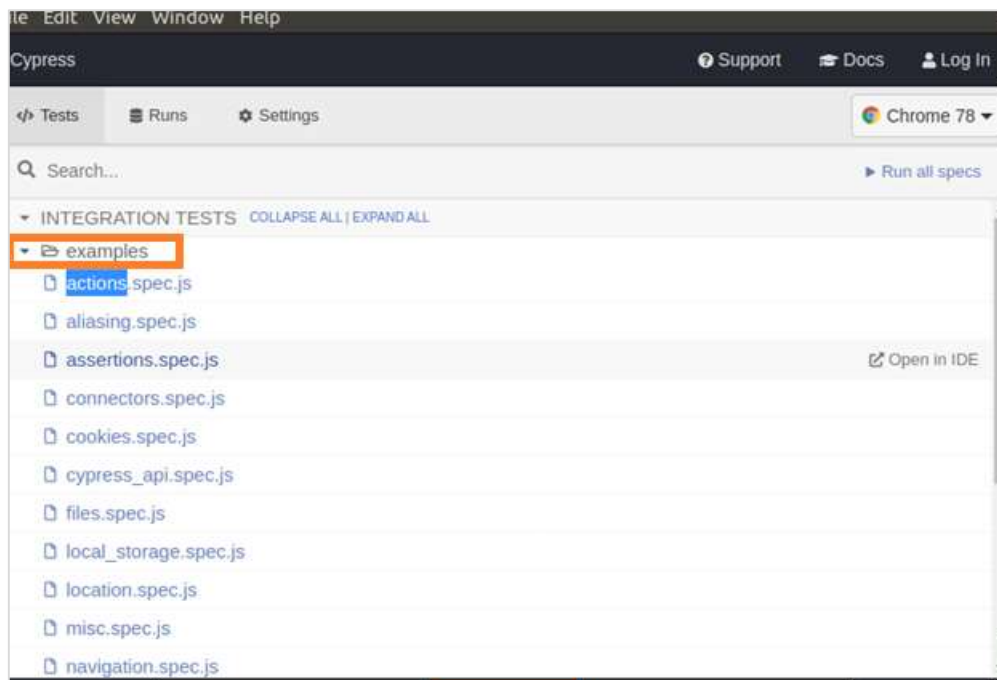 le Edit View Window Help
Cypress Support Docs Log In
</> Tests Runs Settings Chrome 78
Search... Run all specs
INTEGRATION TESTS COLLAPSE ALL | EXPAND ALL
examples
actions.spec.js
aliasing.spec.js
assertions.spec.js Open in IDE
connectors.spec.js
cookies.spec.js
cypress_api.spec.js
files.spec.js
local_storage.spec.js
location.spec.js
misc.spec.js
navigation.spec.js